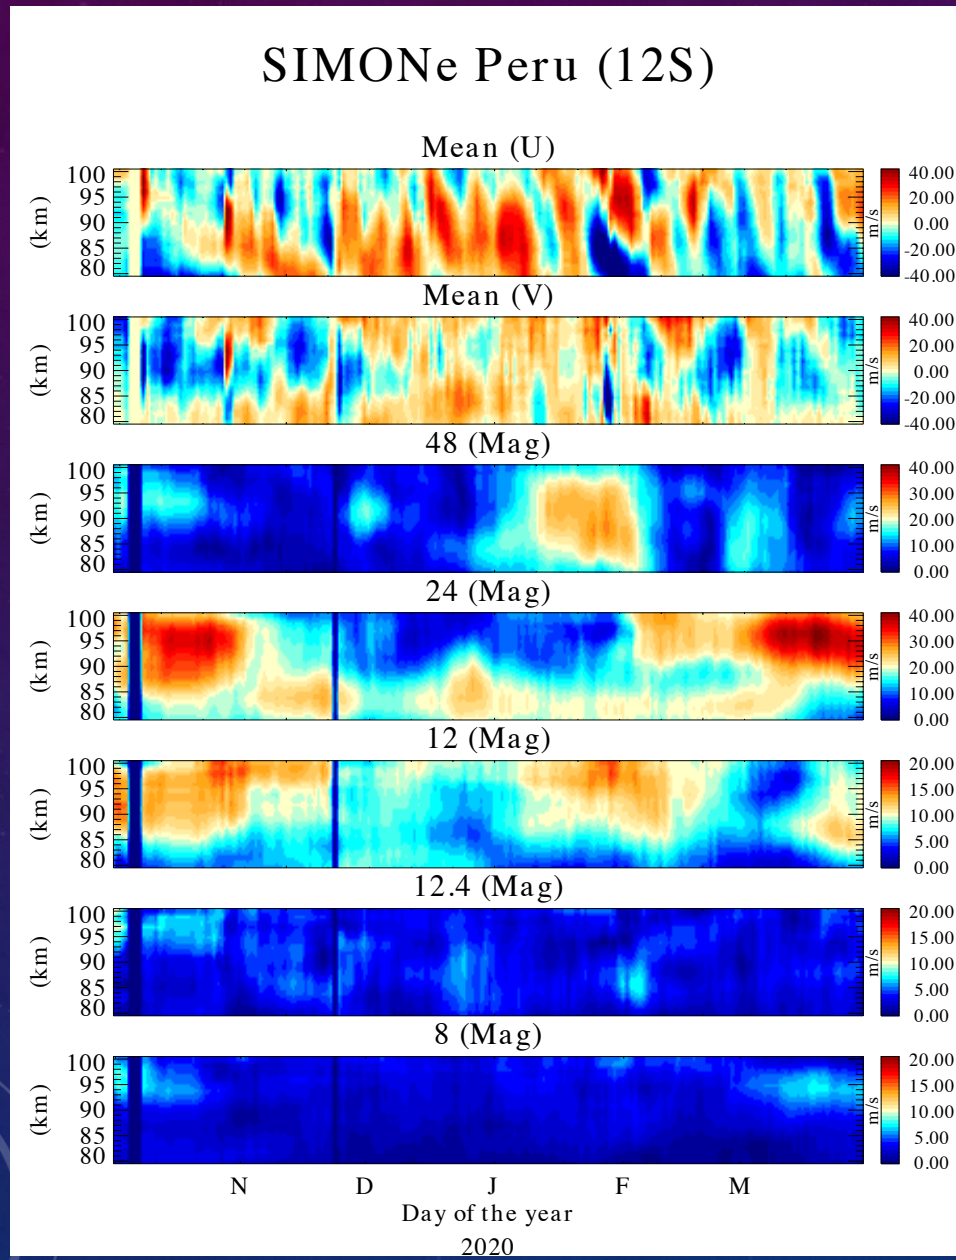 SIMONe Peru (12S)
Mean (U)
100
95
90
85
80
(km)
40.00
20.00
0.00
-20.00
-40.00
m/s
Mean (V)
100
95
90
85
80
(km)
40.00
20.00
0.00
-20.00
-40.00
m/s
48 (Mag)
100
95
90
85
80
(km)
40.00
30.00
20.00
10.00
0.00
m/s
24 (Mag)
100
95
90
85
80
(km)
40.00
30.00
20.00
10.00
0.00
m/s
12 (Mag)
100
95
90
85
80
(km)
20.00
15.00
10.00
5.00
0.00
m/s
12.4 (Mag)
100
95
90
85
80
(km)
20.00
15.00
10.00
5.00
0.00
m/s
8 (Mag)
100
95
90
85
80
(km)
20.00
15.00
10.00
5.00
0.00
m/s
N D J F M
Day of the year
2020